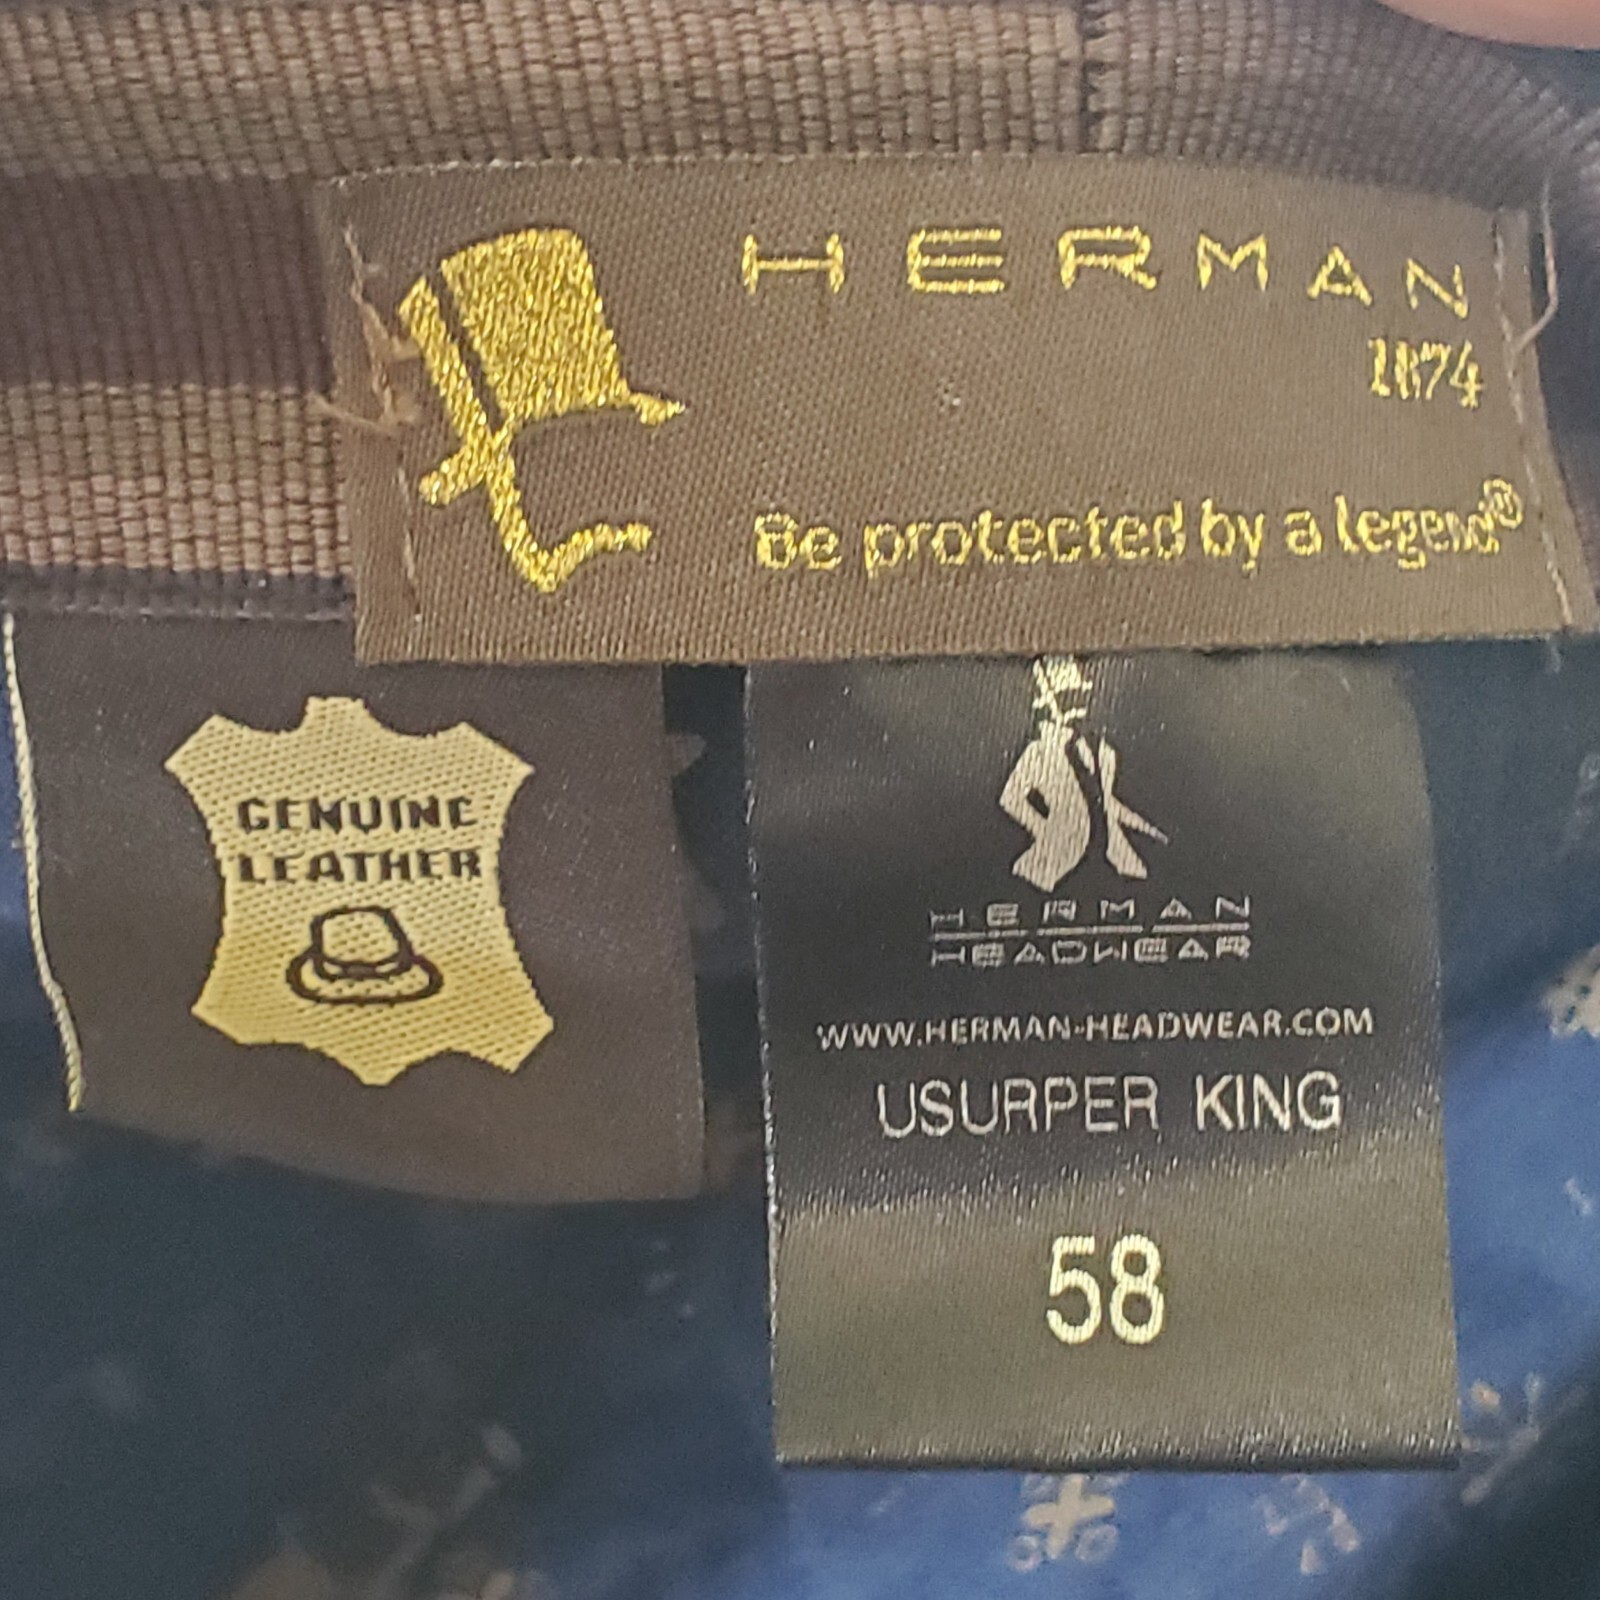 HERMAN
1874
Be protected by a legend®
GENUINE
LEATHER
HERMAN
HEADWEAR
WWW.HERMAN-HEADWEAR.COM
USURPER KING
58